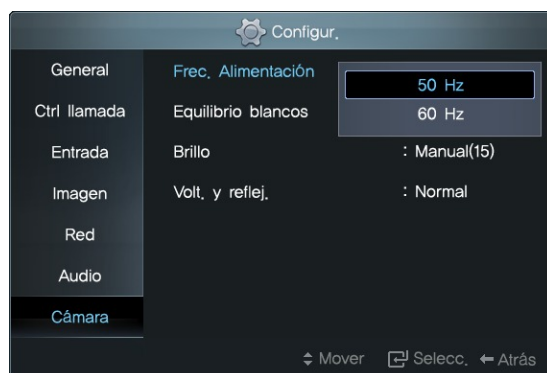 Configur.
General
Ctrl llamada
Entrada
Imagen
Red
Audio
Cámara
Frec. Alimentación
50 Hz
60 Hz
Equilibrio blancos
Brillo : Manual(15)
Volt. y reflej. : Normal
Mover Selecc. Atrás